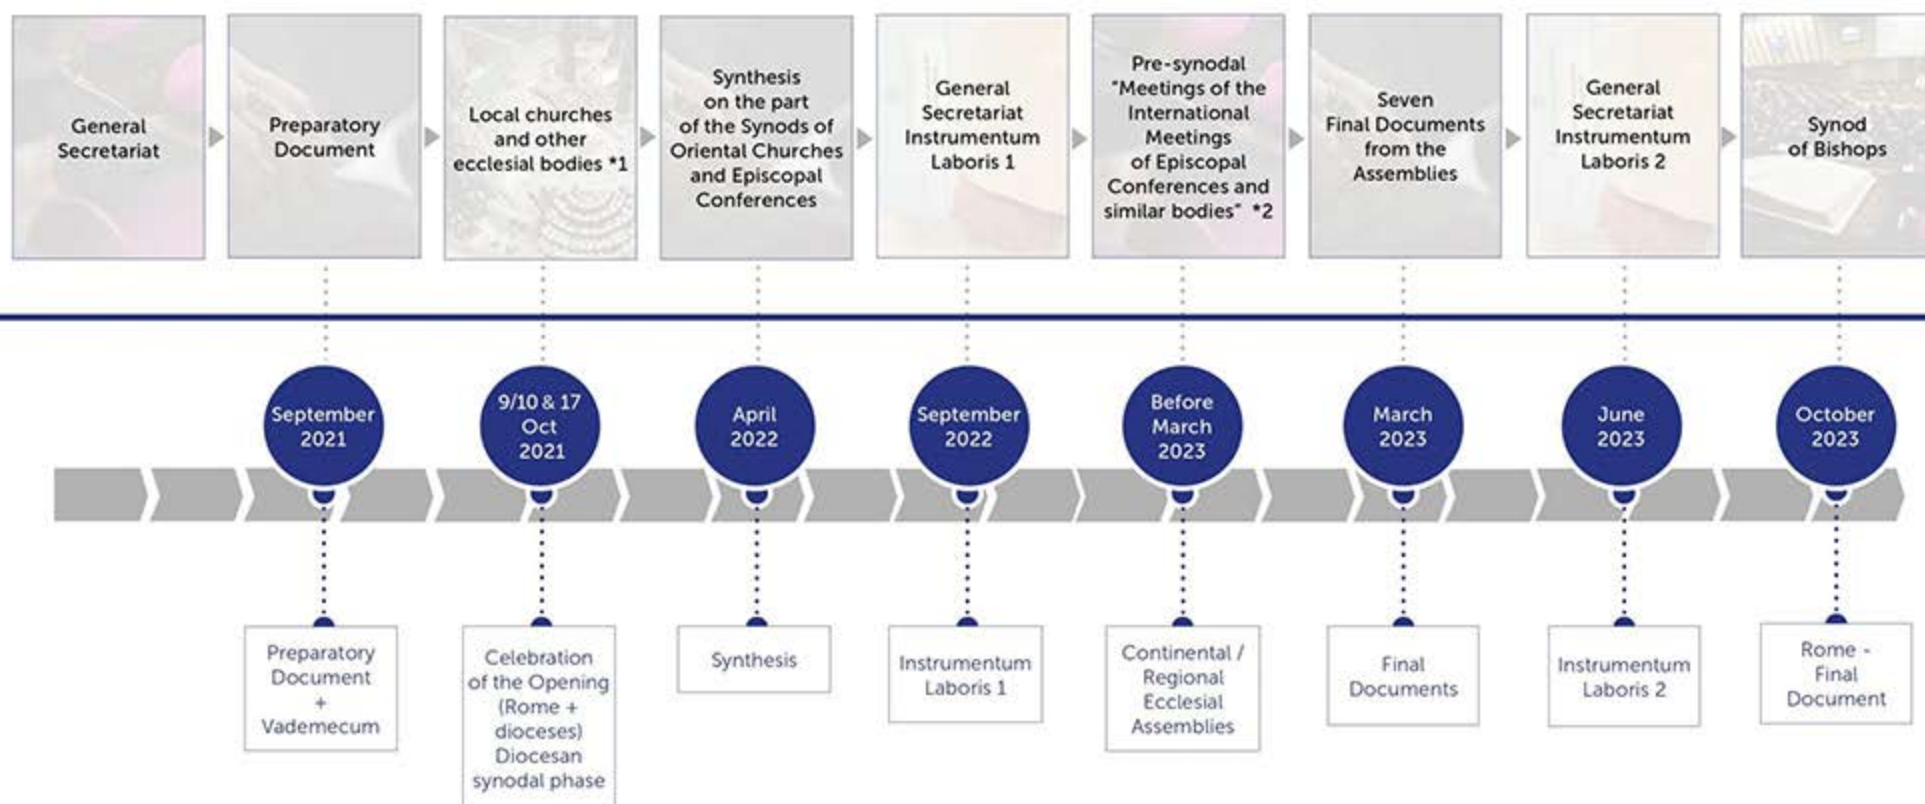 General
Secretariat
Preparatory
Document
Local churches
and other
ecclesial bodies *1
Synthesis
on the part
of the Synods of
Oriental Churches
and Episcopal
Conferences
General
Secretariat
Instrumentum
Laboris 1
Pre-synodal
"Meetings of the
International
Meetings
of Episcopal
Conferences and
similar bodies" *2
Seven
Final Documents
from the
Assemblies
General
Secretariat
Instrumentum
Laboris 2
Synod
of Bishops
September
2021
9/10 & 17
Oct
2021
April
2022
September
2022
Before
March
2023
March
2023
June
2023
October
2023
Preparatory
Document
+
Vademecum
Celebration
of the Opening
(Rome +
dioceses)
Diocesan
synodal phase
Synthesis
Instrumentum
Laboris 1
Continental /
Regional
Ecclesial
Assemblies
Final
Documents
Instrumentum
Laboris 2
Rome -
Final
Document